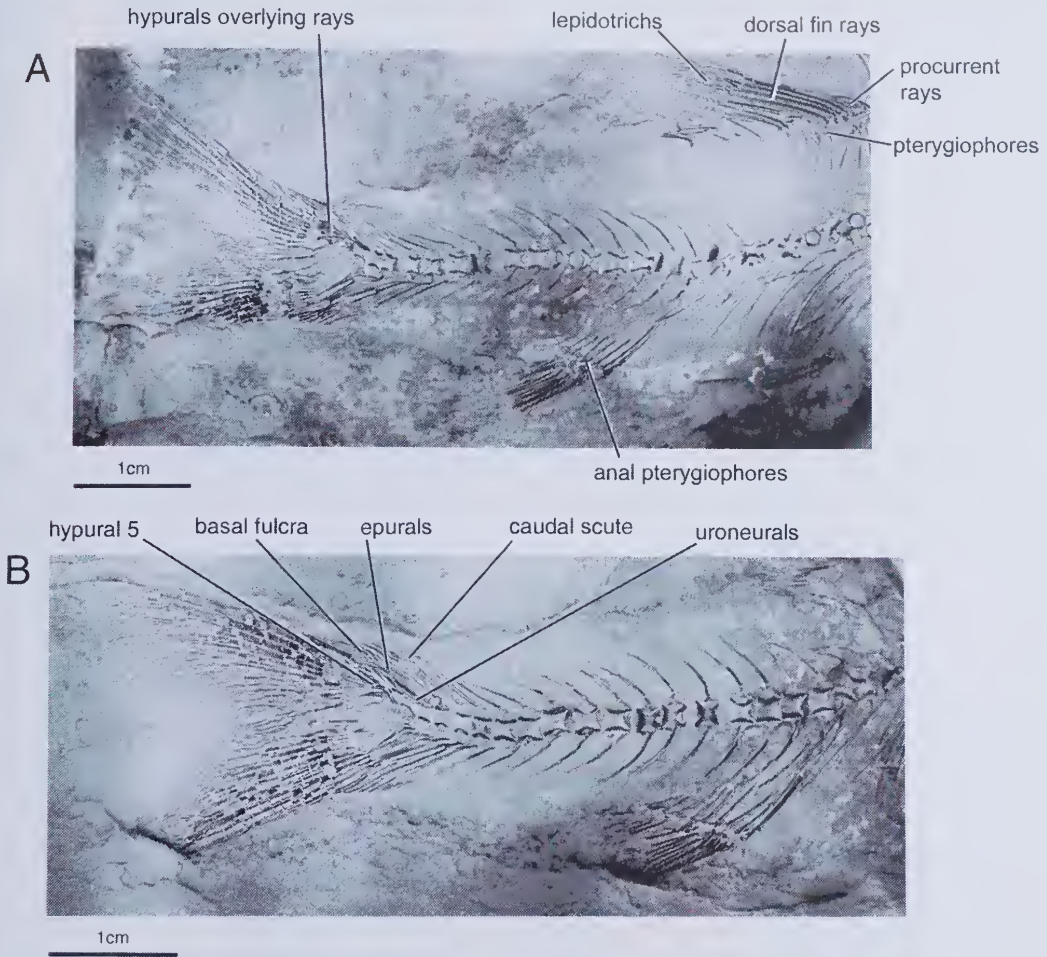 hypurals overlying rays
lepidotrichs
dorsal fin rays
A
procurrent
rays
pterygiophores
1cm
anal pterygiophores
hypural 5
basal fulcra
epurals
caudal scute
uroneurals
B
1cm